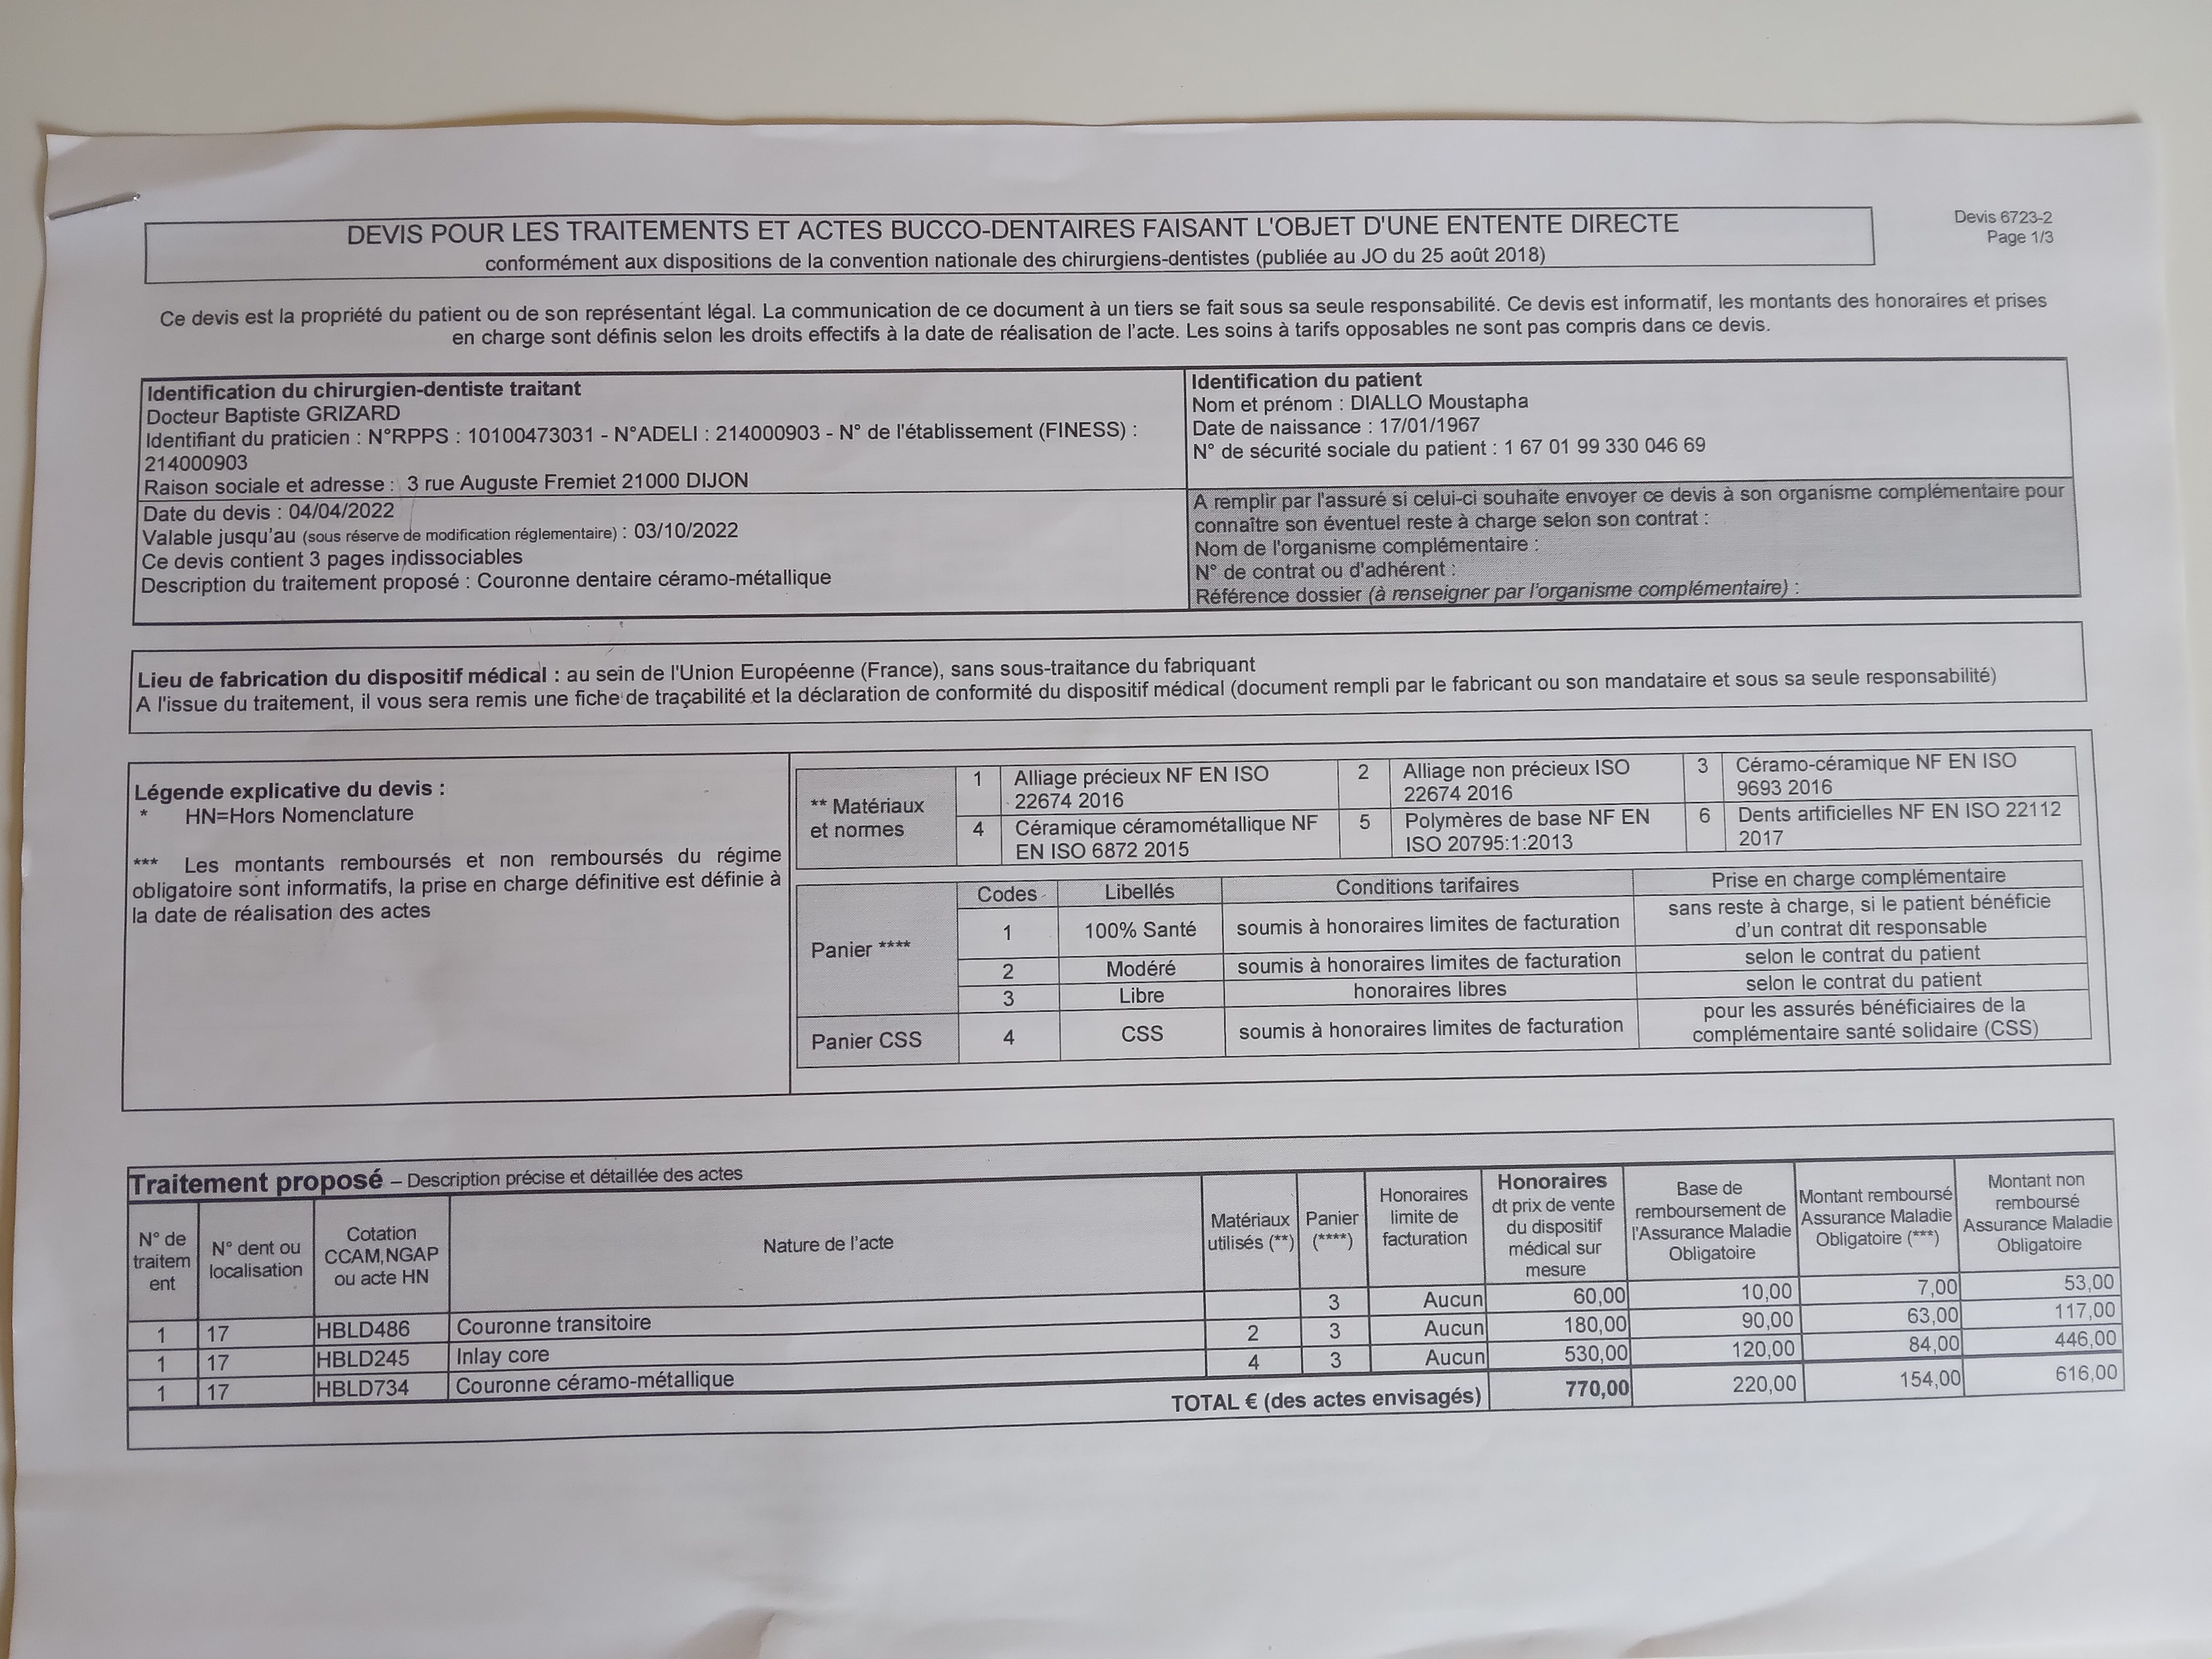 DEVIS POUR LES TRAITEMENTS ET ACTES BUCCO-DENTAIRES FAISANT L'OBJET D'UNE ENTENTE DIRECTE
conformément aux dispositions de la convention nationale des chirurgiens-dentistes (publiée au JO du 25 août 2018)
Devis 6723-2
Page 1/3
Ce devis est la propriété du patient ou de son représentant légal. La communication de ce document à un tiers se fait sous sa seule responsabilité. Ce devis est informatif, les montants des honoraires et prises
en charge sont définis selon les droits effectifs à la date de réalisation de l'acte. Les soins à tarifs opposables ne sont pas compris dans ce devis.
Identification du chirurgien-dentiste traitant
Docteur Baptiste GRIZARD
Identifiant du praticien : N°RPPS : 10100473031 - N°ADELI : 214000903 - N° de l'établissement (FINESS) :
214000903
Raison sociale et adresse : 3 rue Auguste Fremiet 21000 DIJON
Date du devis : 04/04/2022
Valable jusqu'au (sous réserve de modification réglementaire) : 03/10/2022
Ce devis contient 3 pages indissociables
Description du traitement proposé : Couronne dentaire céramo-métallique
Identification du patient
Nom et prénom : DIALLO Moustapha
Date de naissance : 17/01/1967
N° de sécurité sociale du patient : 1 67 01 99 330 046 69
A remplir par l'assuré si celui-ci souhaite envoyer ce devis à son organisme complémentaire pour
connaître son éventuel reste à charge selon son contrat :
Nom de l'organisme complémentaire :
N° de contrat ou d'adhérent :
Référence dossier (à renseigner par l'organisme complémentaire) :
Lieu de fabrication du dispositif médical : au sein de l'Union Européenne (France), sans sous-traitance du fabriquant
A l'issue du traitement, il vous sera remis une fiche de traçabilité et la déclaration de conformité du dispositif médical (document rempli par le fabricant ou son mandataire et sous sa seule responsabilité)
Légende explicative du devis :
* HN=Hors Nomenclature
*** Les montants remboursés et non remboursés du régime
obligatoire sont informatifs, la prise en charge définitive est définie à
la date de réalisation des actes
** Matériaux
et normes
1 Alliage précieux NF EN ISO
22674 2016
2 Alliage non précieux ISO
22674 2016
3 Céramo-céramique NF EN ISO
9693 2016
4 Céramique céramométallique NF
EN ISO 6872 2015
5 Polymères de base NF EN
ISO 20795:1:2013
6 Dents artificielles NF EN ISO 22112
2017
Panier ****
Codes Libellés Conditions tarifaires Prise en charge complémentaire
1 100% Santé soumis à honoraires limites de facturation sans reste à charge, si le patient bénéficie
d'un contrat dit responsable
2 Modéré soumis à honoraires limites de facturation selon le contrat du patient
3 Libre honoraires libres selon le contrat du patient
Panier CSS 4 CSS soumis à honoraires limites de facturation pour les assurés bénéficiaires de la
complémentaire santé solidaire (CSS)
Traitement proposé – Description précise et détaillée des actes
N° de
traitem
ent
N° dent ou
localisation
Cotation
CCAM,NGAP
ou acte HN
Nature de l'acte
Matériaux
utilisés (**)
Panier
(****)
Honoraires
limite de
facturation
Honoraires
dt prix de vente
du dispositif
médical sur
mesure
Base de
remboursement de
l'Assurance Maladie
Obligatoire
Montant remboursé
Assurance Maladie
Obligatoire (***)
Montant non
remboursé
Assurance Maladie
Obligatoire
1 17 HBLD486 Couronne transitoire 3 Aucun 60,00 10,00 7,00 53,00
1 17 HBLD245 Inlay core 2 3 Aucun 180,00 90,00 63,00 117,00
1 17 HBLD734 Couronne céramo-métallique 4 3 Aucun 530,00 120,00 84,00 446,00
TOTAL € (des actes envisagés) 770,00 220,00 154,00 616,00